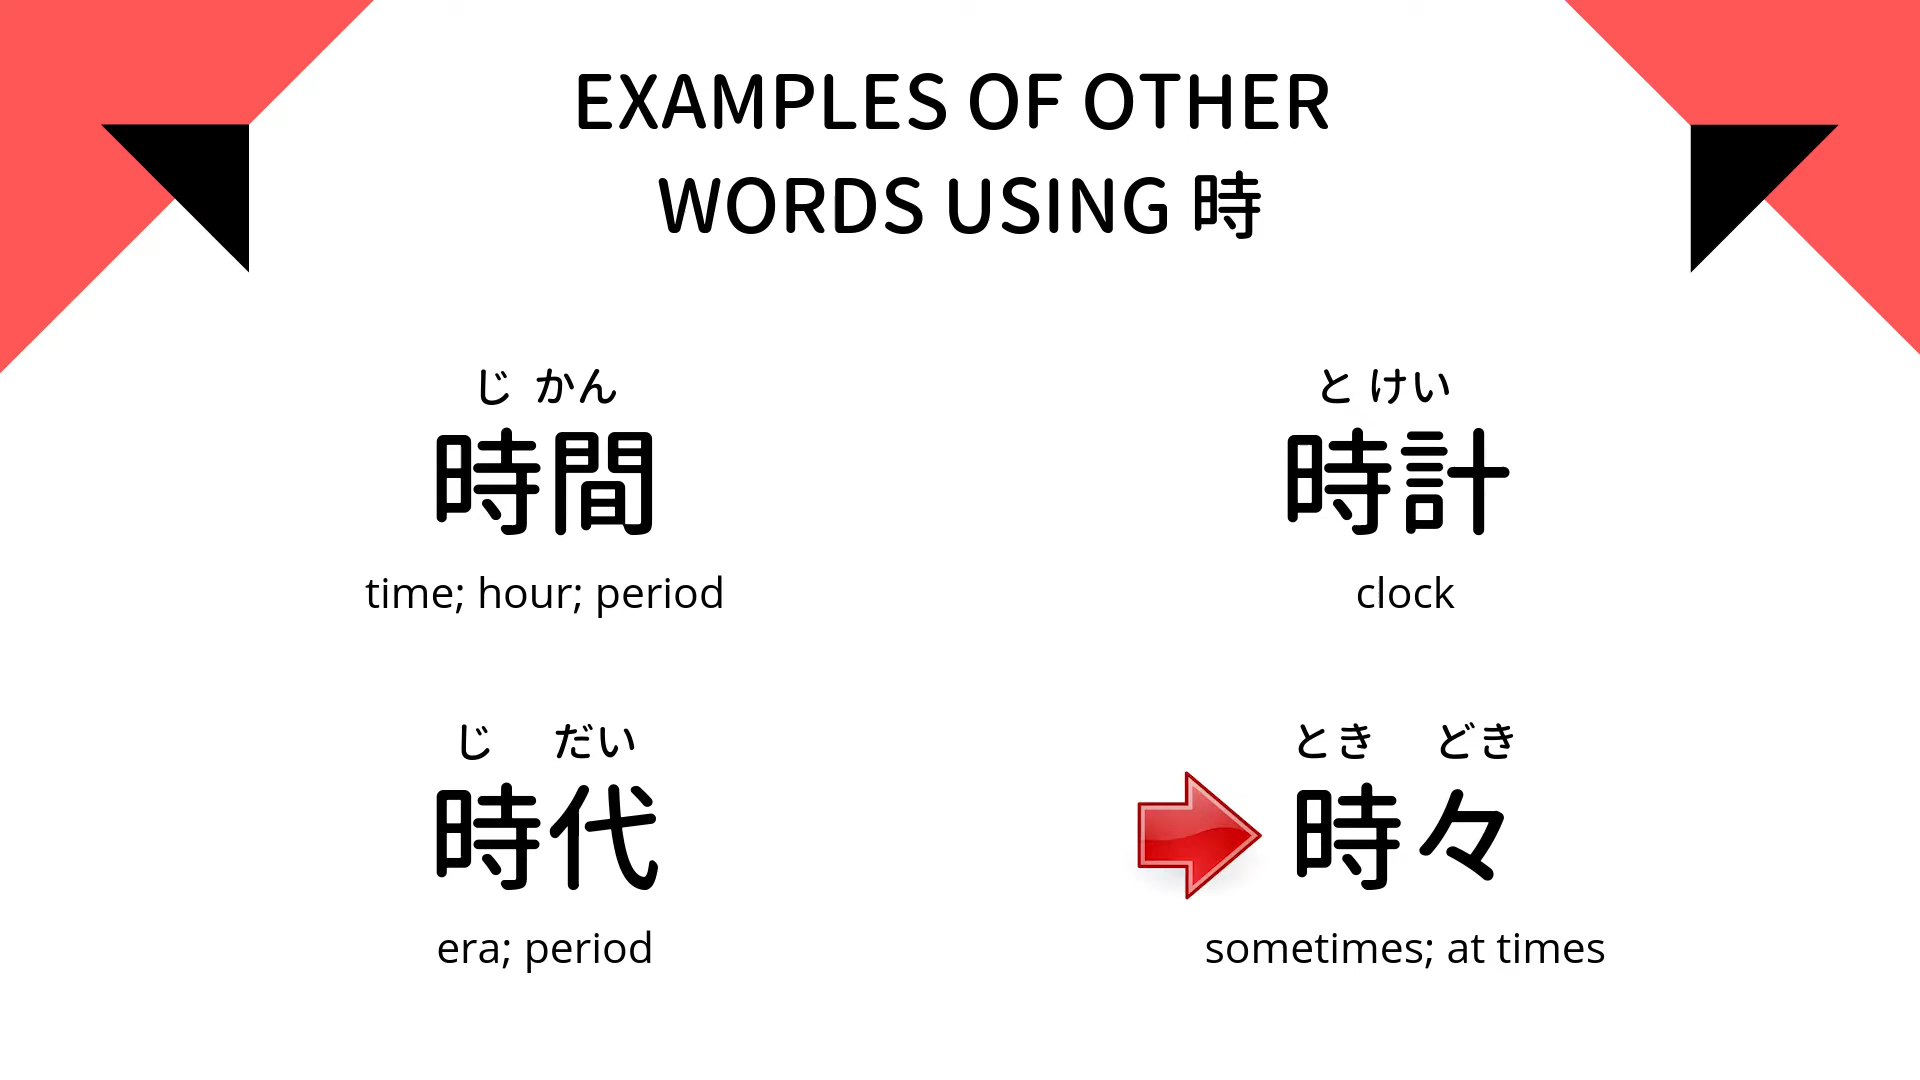 EXAMPLES OF OTHER
WORDS USING 時
じ かん
時間
time; hour; period
と けい
時計
clock
じ だい
時代
era; period
とき どき
時々
sometimes; at times